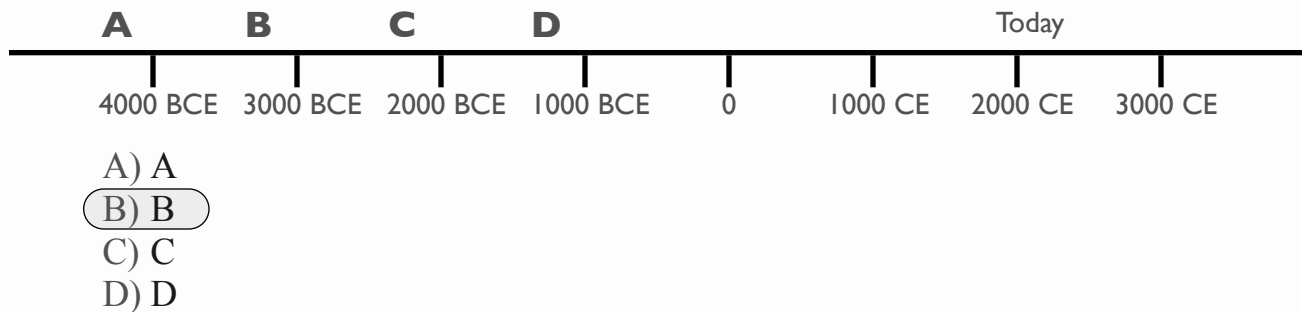 A B C D Today
4000 BCE 3000 BCE 2000 BCE 1000 BCE 0 1000 CE 2000 CE 3000 CE
A) A
B) B
C) C
D) D